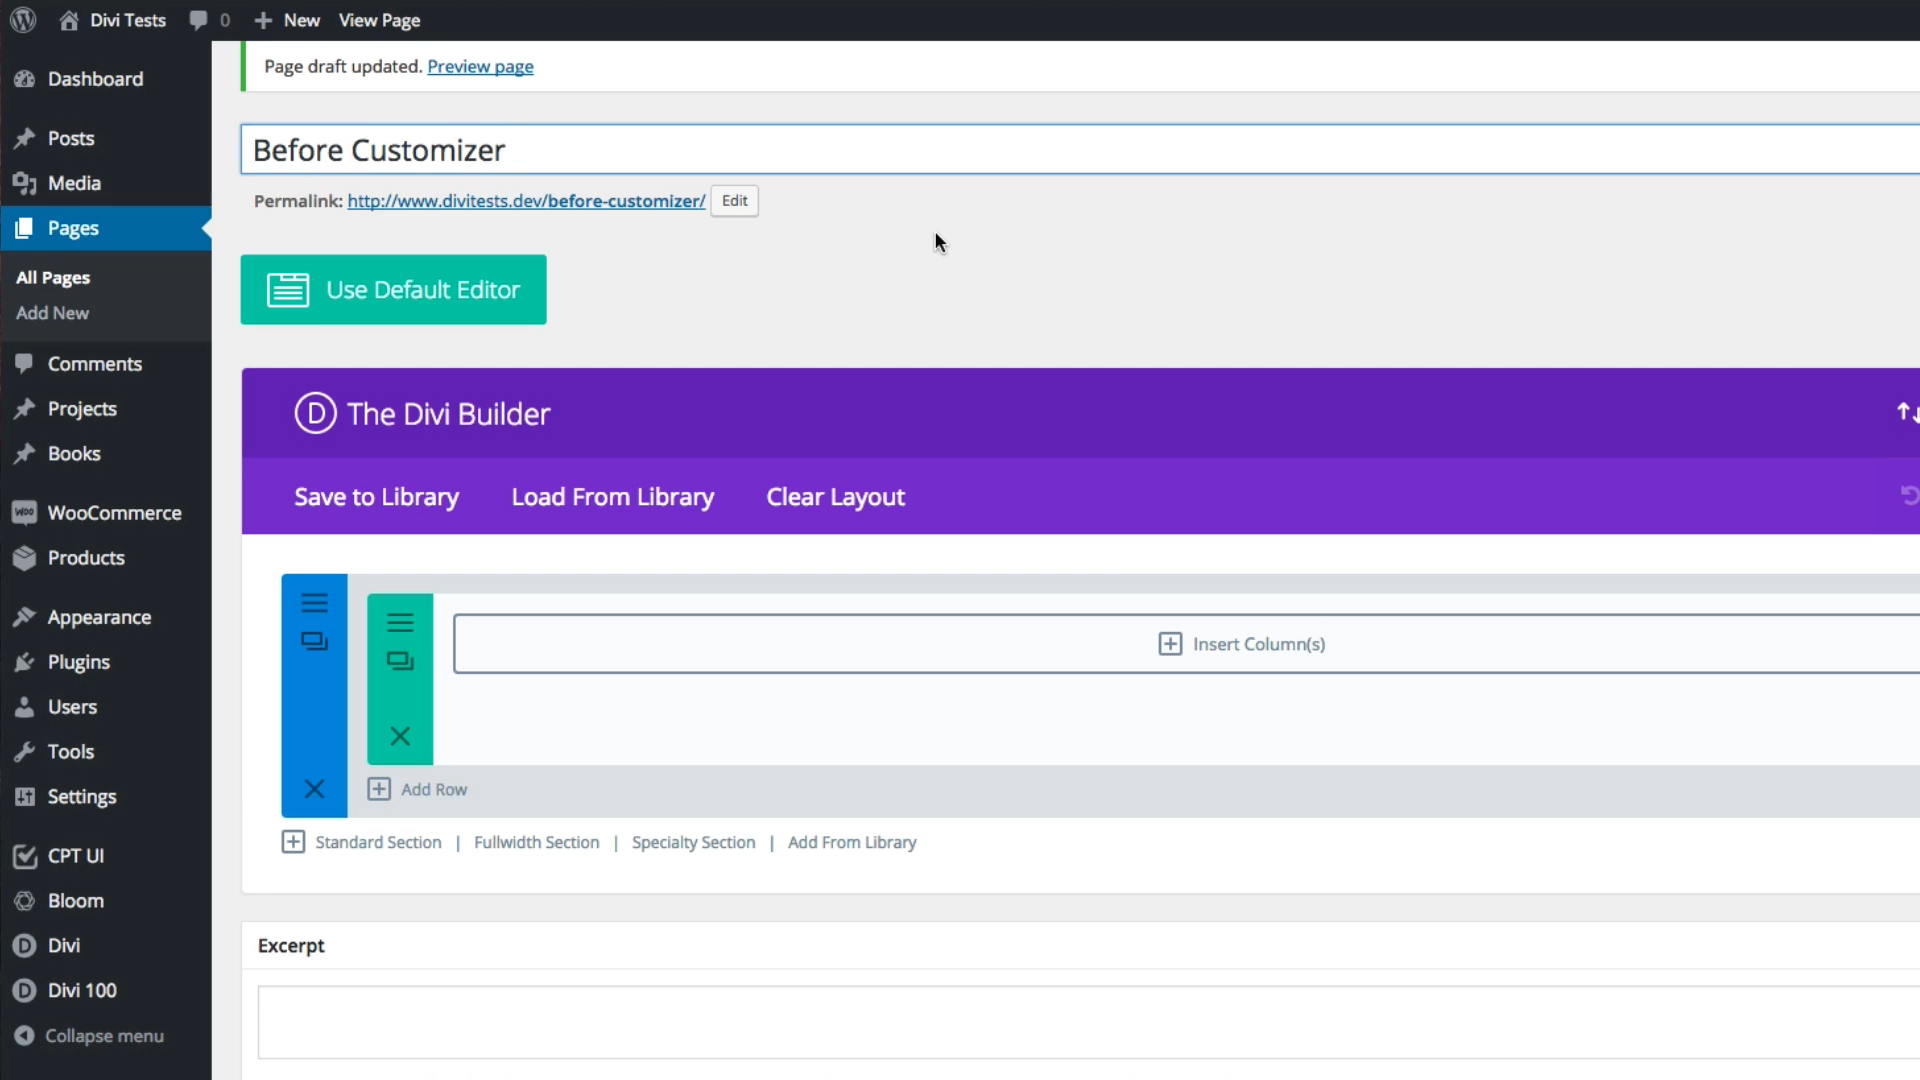 Divi Tests 0 New View Page
Page draft updated. Preview page
Dashboard
Posts
Media
Pages
All Pages
Add New
Comments
Projects
Books
WooCommerce
Products
Appearance
Plugins
Users
Tools
Settings
CPT UI
Bloom
Divi
Divi 100
Collapse menu
Before Customizer
Permalink: http://www.divitests.dev/before-customizer/ Edit
Use Default Editor
D The Divi Builder
Save to Library Load From Library Clear Layout
Insert Column(s)
Add Row
Standard Section | Fullwidth Section | Specialty Section | Add From Library
Excerpt